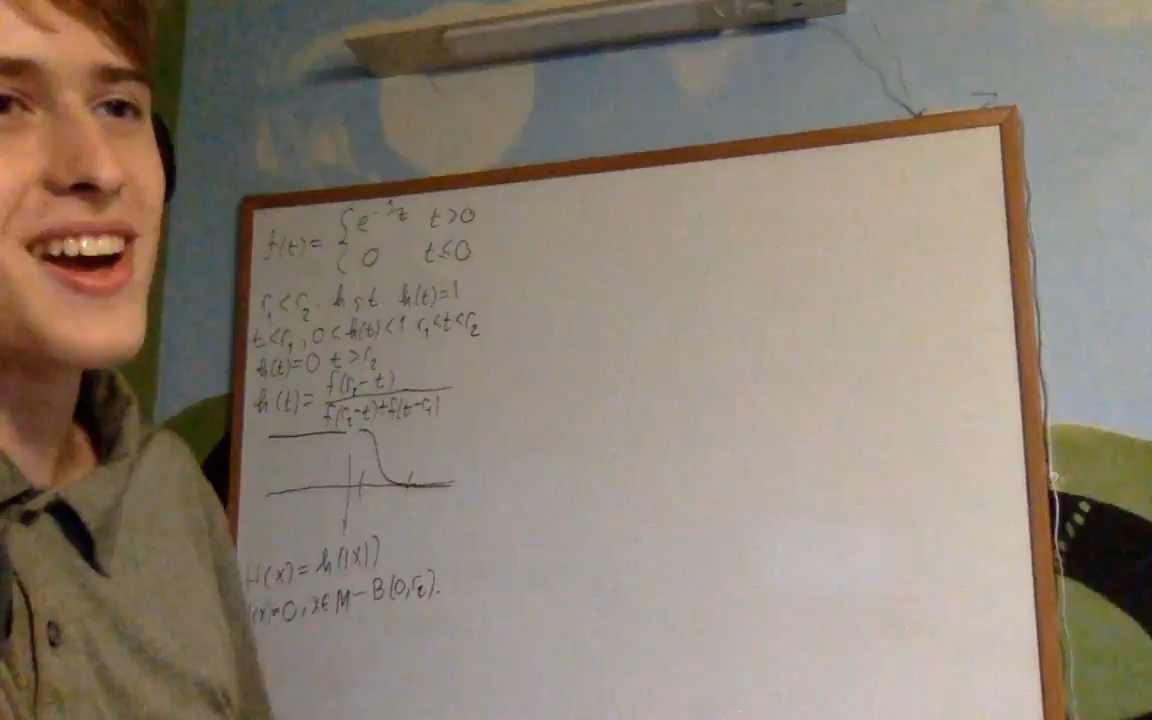 f(t) = { e^{-1/t} t>0
0 t≤0
r₁ < r₂. h s.t. h(t)=1
t<r₁, 0<h(t)<1 r₁<t<r₂
h(t)=0 t>r₂
h(t) = f(r₂-t)
f(r₂-t)+f(t-r₁)
H(x) = h(|x|)
(x)=0, x∈M-B(0,r₂).